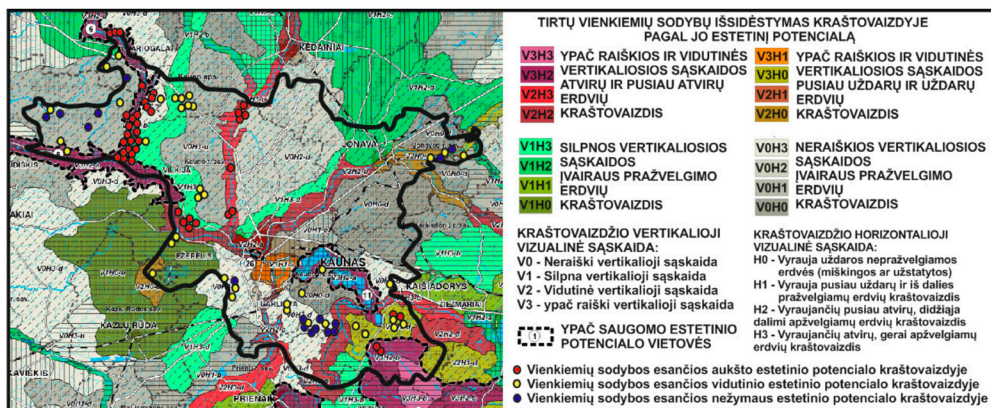 TIRTŲ VIENKIEMIŲ SODYBŲ IŠSIDĖSTYMAS KRAŠTOVAIZDYJE
PAGAL JO ESTETINĮ POTENCIALĄ
V3H3 YPAČ RAIŠKIOS IR VIDUTINĖS
V3H2 VERTIKALIOSIOS SĄSKAIDOS
ATVIRŲ IR PUSIAU ATVIRŲ
V2H3 ERDVIŲ
V2H2 KRAŠTOVAIZDIS
V3H1 YPAČ RAIŠKIOS IR VIDUTINĖS
V3H0 VERTIKALIOSIOS SĄSKAIDOS
PUSIAU UŽDARŲ IR UŽDARŲ
V2H1 ERDVIŲ
V2H0 KRAŠTOVAIZDIS
V1H3 SILPNOS VERTIKALIOSIOS
SĄSKAIDOS
V1H2 ĮVAIRAUS PRAŽVELGIMO
V1H1 ERDVIŲ
V1H0 KRAŠTOVAIZDIS
V0H3 NERAIŠKIOS VERTIKALIOSIOS
SĄSKAIDOS
V0H2 ĮVAIRAUS PRAŽVELGIMO
V0H1 ERDVIŲ
V0H0 KRAŠTOVAIZDIS
KRAŠTOVAIZDŽIO VERTIKALIOJI
VIZUALINĖ SĄSKAIDA:
V0 - Neraiški vertikalioji sąskaida
V1 - Silpna vertikalioji sąskaida
V2 - Vidutinė vertikalioji sąskaida
V3 - ypač raiški vertikalioji sąskaida
KRAŠTOVAIZDŽIO HORIZONTALIOJI
VIZUALINĖ SĄSKAIDA:
H0 - Vyrauja uždaros nepražvelgiamos
erdvės (miškingos ar užstatytos)
H1 - Vyrauja pusiau uždarų ir iš dalies
pražvelgiamų erdvių kraštovaizdis
H2 - Vyraujančių pusiau atvirų, didžiąja
dalimi apžvelgiamų erdvių kraštovaizdis
H3 - Vyraujančių atvirų, gerai apžvelgiamų
erdvių kraštovaizdis
1 YPAČ SAUGOMO ESTETINIO
POTENCIALO VIETOVĖS
Vienkiemių sodybos esančios aukšto estetinio potencialo kraštovaizdyje
Vienkiemių sodybos esančios vidutinio estetinio potencialo kraštovaizdyje
Vienkiemių sodybos esančios nežymaus estetinio potencialo kraštovaizdyje
ARIOGALA
KĖDAINIAI
JONAVA
VILKIJA
EŽERĖLIS
KAUNAS
KAIŠIADORYS
ŽIEŽMARIAI
KAZLŲ RŪDA
PRIENAI
11